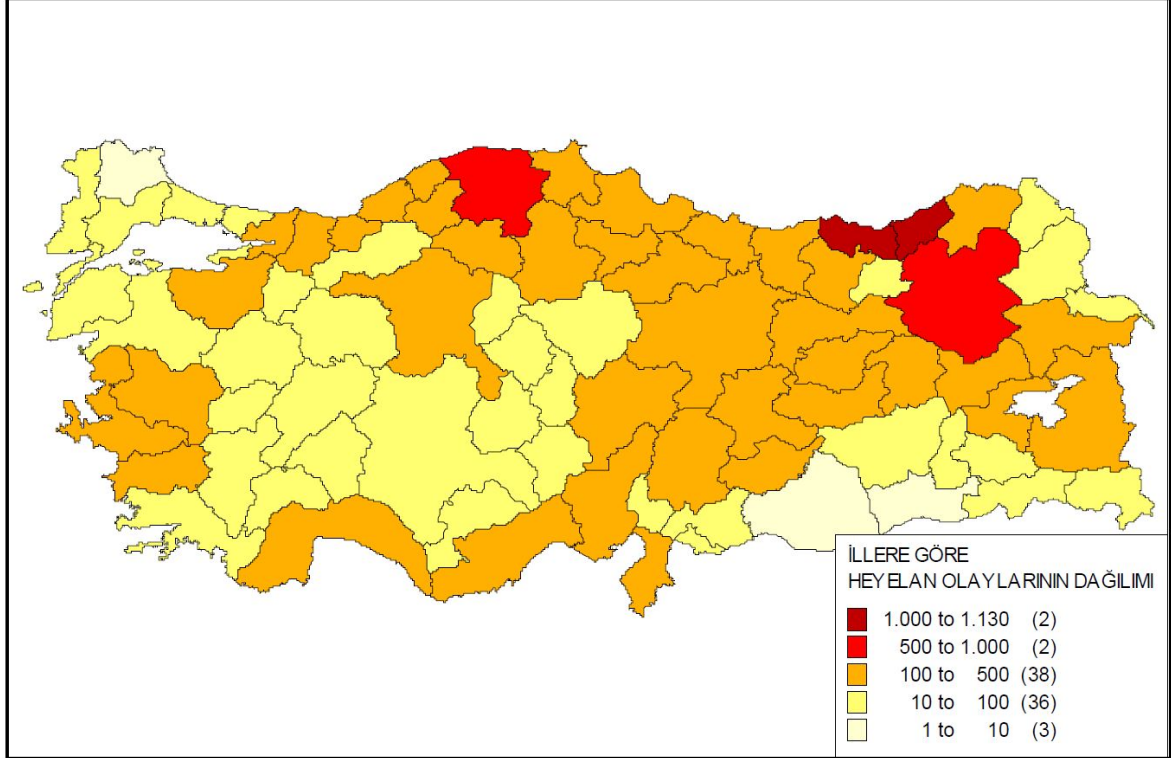 İLLERE GÖRE
HEYELAN OLAYLARININ DAĞILIMI
1.000 to 1.130 (2)
500 to 1.000 (2)
100 to 500 (38)
10 to 100 (36)
1 to 10 (3)